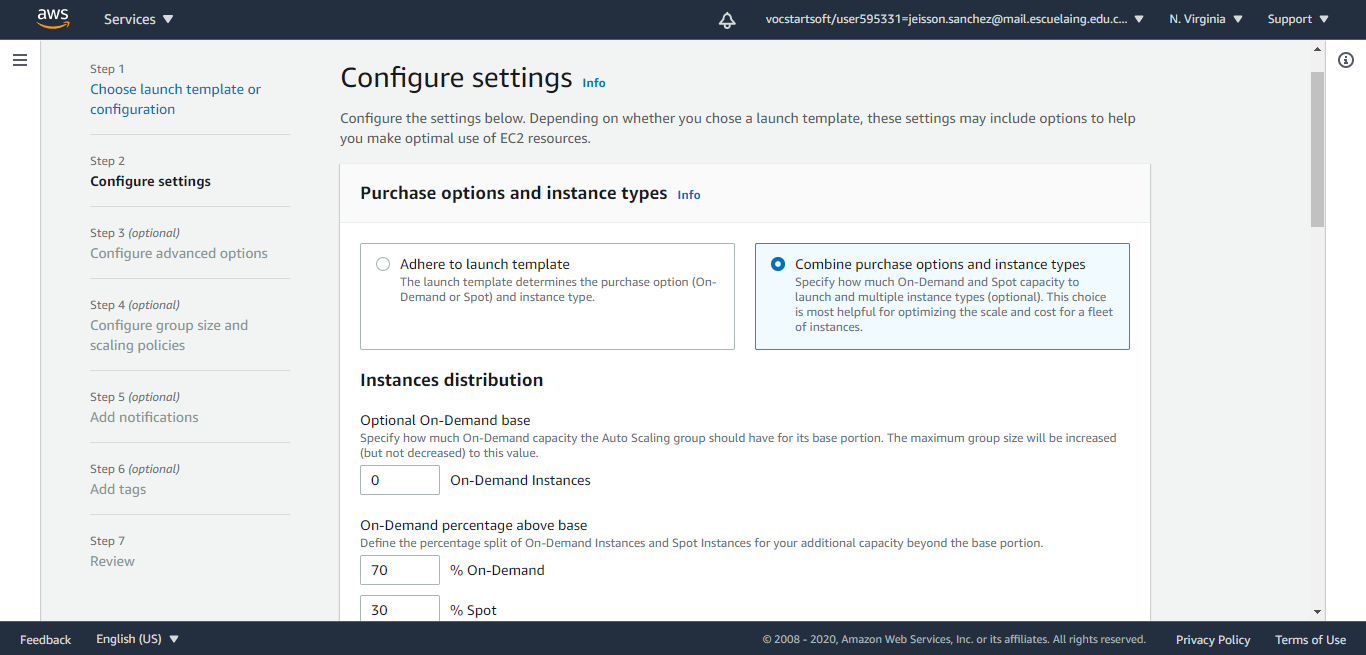 aws
Services
vocstartsoft/user595331=jeisson.sanchez@mail.escuelaing.edu.c...
N. Virginia
Support
Step 1
Choose launch template or
configuration
Step 2
Configure settings
Step 3 (optional)
Configure advanced options
Step 4 (optional)
Configure group size and
scaling policies
Step 5 (optional)
Add notifications
Step 6 (optional)
Add tags
Step 7
Review
Configure settings Info
Configure the settings below. Depending on whether you chose a launch template, these settings may include options to help
you make optimal use of EC2 resources.
Purchase options and instance types Info
Adhere to launch template
The launch template determines the purchase option (On-
Demand or Spot) and instance type.
Combine purchase options and instance types
Specify how much On-Demand and Spot capacity to
launch and multiple instance types (optional). This choice
is most helpful for optimizing the scale and cost for a fleet
of instances.
Instances distribution
Optional On-Demand base
Specify how much On-Demand capacity the Auto Scaling group should have for its base portion. The maximum group size will be increased
(but not decreased) to this value.
0 On-Demand Instances
On-Demand percentage above base
Define the percentage split of On-Demand Instances and Spot Instances for your additional capacity beyond the base portion.
70 % On-Demand
30 % Spot
Feedback
English (US)
© 2008 - 2020, Amazon Web Services, Inc. or its affiliates. All rights reserved.
Privacy Policy
Terms of Use